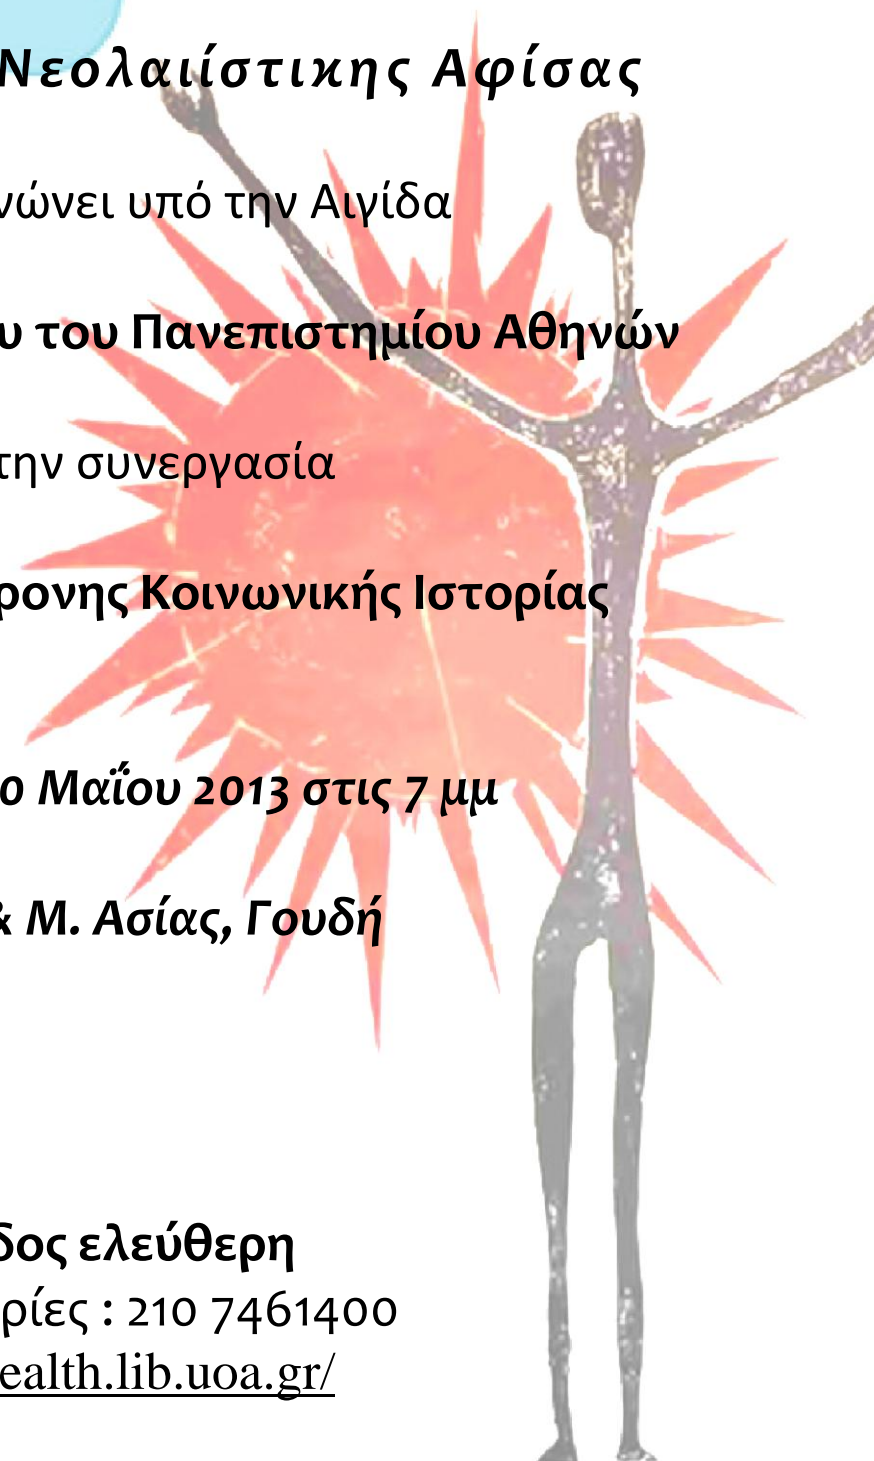 Νεολαιίστικης Αφίσας
νώνει υπό την Αιγίδα
υ του Πανεπιστημίου Αθηνών
την συνεργασία
ρονης Κοινωνικής Ιστορίας
0 Μαΐου 2013 στις 7 μμ
& Μ. Ασίας, Γουδή
δος ελεύθερη
ρίες : 210 7461400
ealth.lib.uoa.gr/